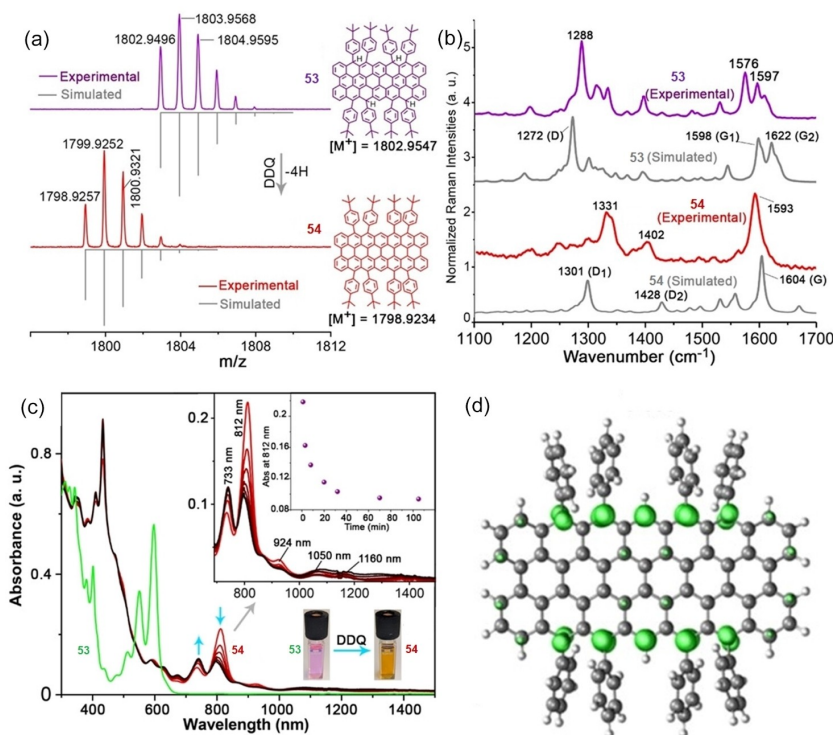 (a)
1803.9568
1802.9496
1804.9595
Experimental
53
Simulated
H
H
H
H
[M⁺] = 1802.9547
DDQ
-4H
1799.9252
1798.9257
1800.9321
54
Experimental
Simulated
[M⁺] = 1798.9234
1800
1804
1808
1812
m/z
(b)
Normalized Raman Intensities (a. u.)
7
6
5
4
3
2
1
0
1288
1576
1597
53
(Experimental)
1272 (D)
1598 (G₁)
1622 (G₂)
53 (Simulated)
1331
1402
54
(Experimental)
1593
1301 (D₁)
54 (Simulated)
1428 (D₂)
1604 (G)
1100
1200
1300
1400
1500
1600
1700
Wavenumber (cm⁻¹)
(c)
Absorbance (a. u.)
0.8
0.4
0
0.2
0.1
733 nm
812 nm
Abs at 812 nm
0.20
0.16
0.12
0.08
0
20
40
60
80
100
Time (min)
924 nm
1050 nm
1160 nm
800
1000
1200
1400
53
54
53
DDQ
54
400
600
800
1000
1200
1400
Wavelength (nm)
(d)